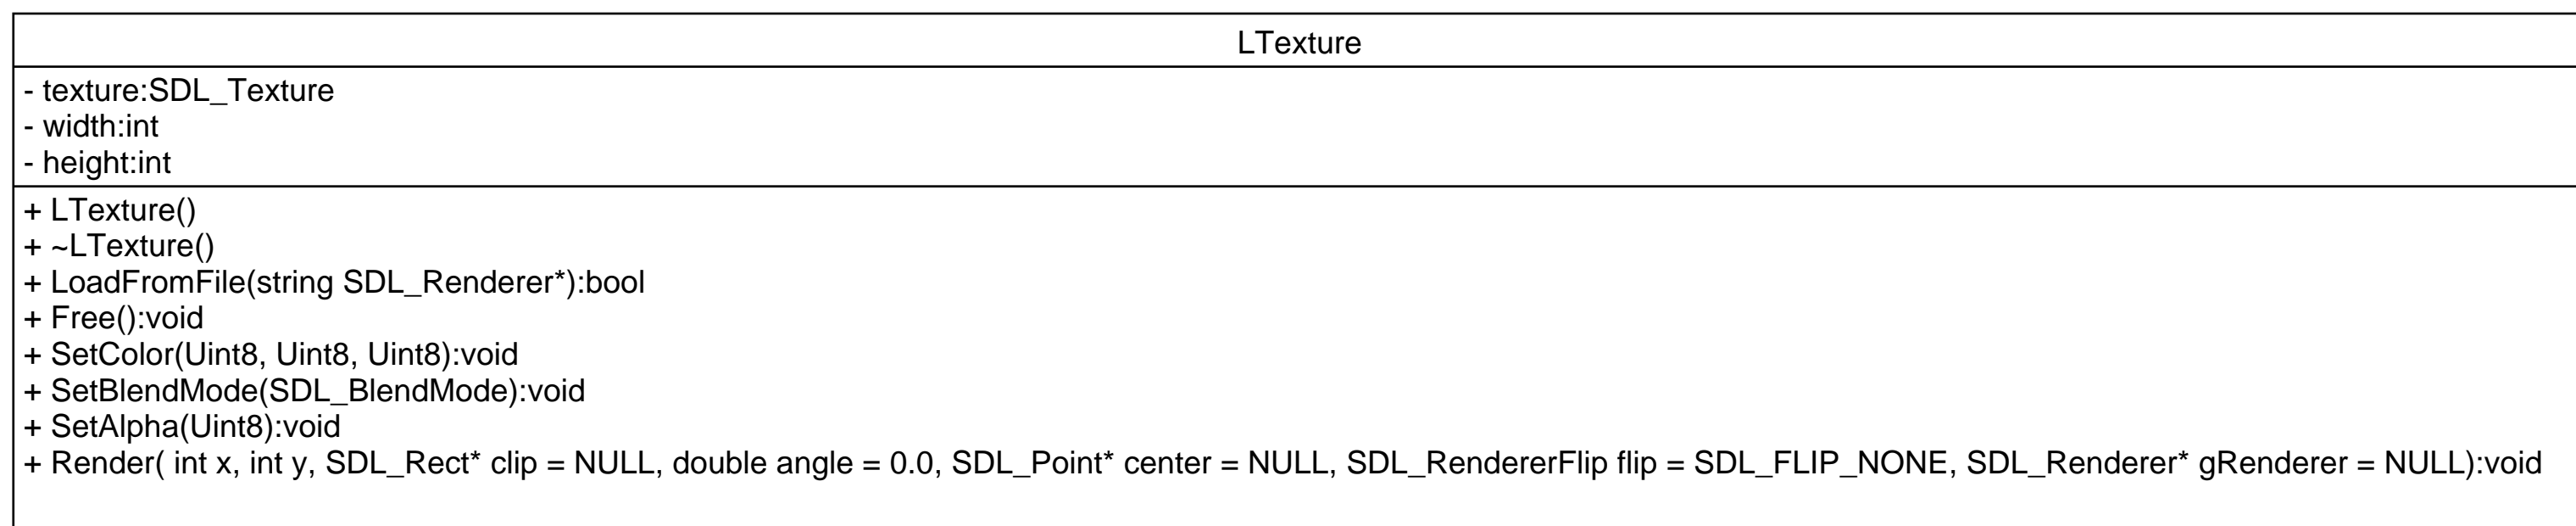 LTexture
- texture:SDL_Texture
- width:int
- height:int
+ LTexture()
+ ~LTexture()
+ LoadFromFile(string SDL_Renderer*):bool
+ Free():void
+ SetColor(Uint8, Uint8, Uint8):void
+ SetBlendMode(SDL_BlendMode):void
+ SetAlpha(Uint8):void
+ Render( int x, int y, SDL_Rect* clip = NULL, double angle = 0.0, SDL_Point* center = NULL, SDL_RendererFlip flip = SDL_FLIP_NONE, SDL_Renderer* gRenderer = NULL):void